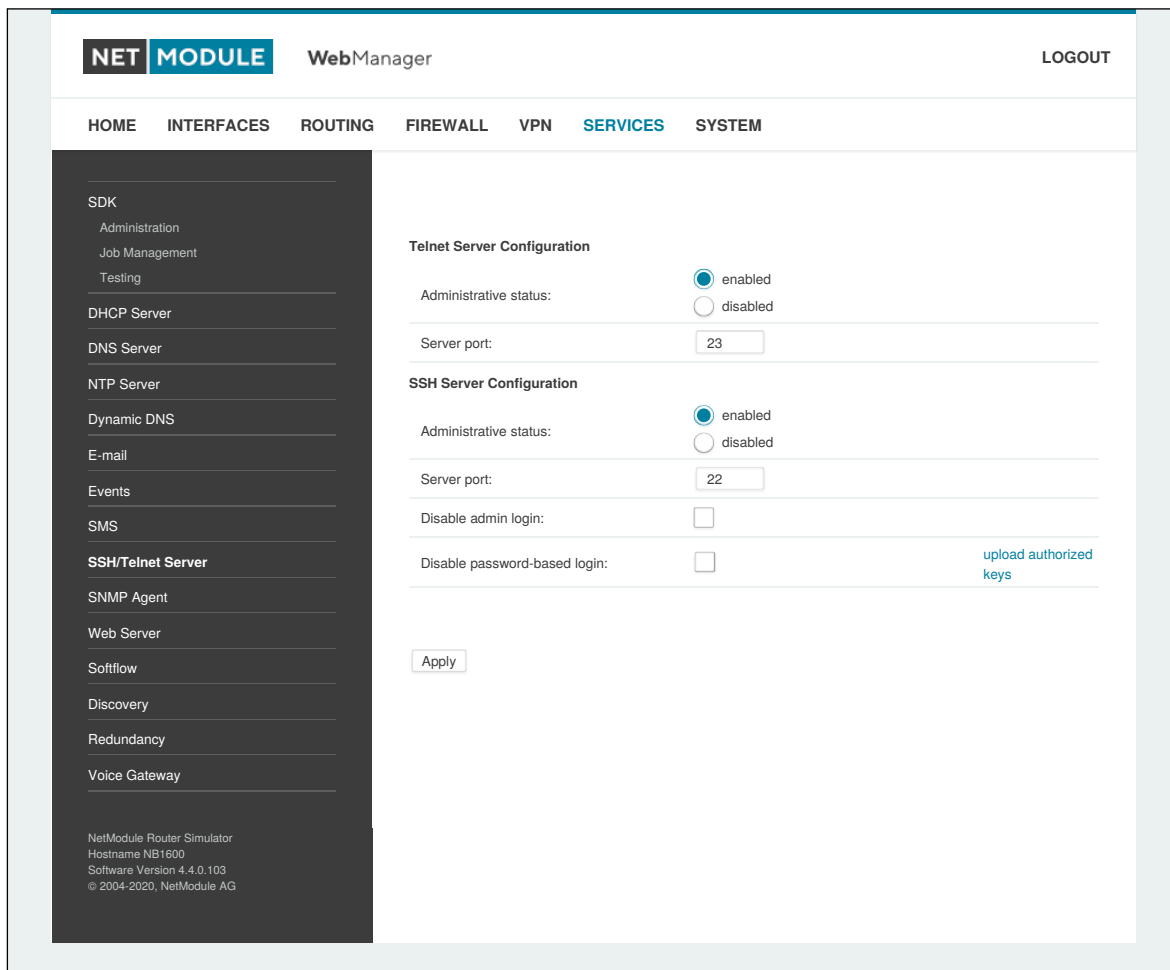 NET MODULE WebManager LOGOUT
HOME INTERFACES ROUTING FIREWALL VPN SERVICES SYSTEM
SDK
Administration
Job Management
Testing
DHCP Server
DNS Server
NTP Server
Dynamic DNS
E-mail
Events
SMS
SSH/Telnet Server
SNMP Agent
Web Server
Softflow
Discovery
Redundancy
Voice Gateway
NetModule Router Simulator
Hostname NB1600
Software Version 4.4.0.103
© 2004-2020, NetModule AG
Telnet Server Configuration
Administrative status:
enabled
disabled
Server port: 23
SSH Server Configuration
Administrative status:
enabled
disabled
Server port: 22
Disable admin login:
Disable password-based login:
upload authorized
keys
Apply